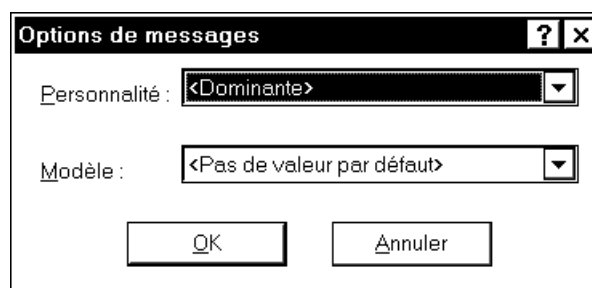 Options de messages
Personnalité : <Dominante>
Modèle : <Pas de valeur par défaut>
OK Annuler